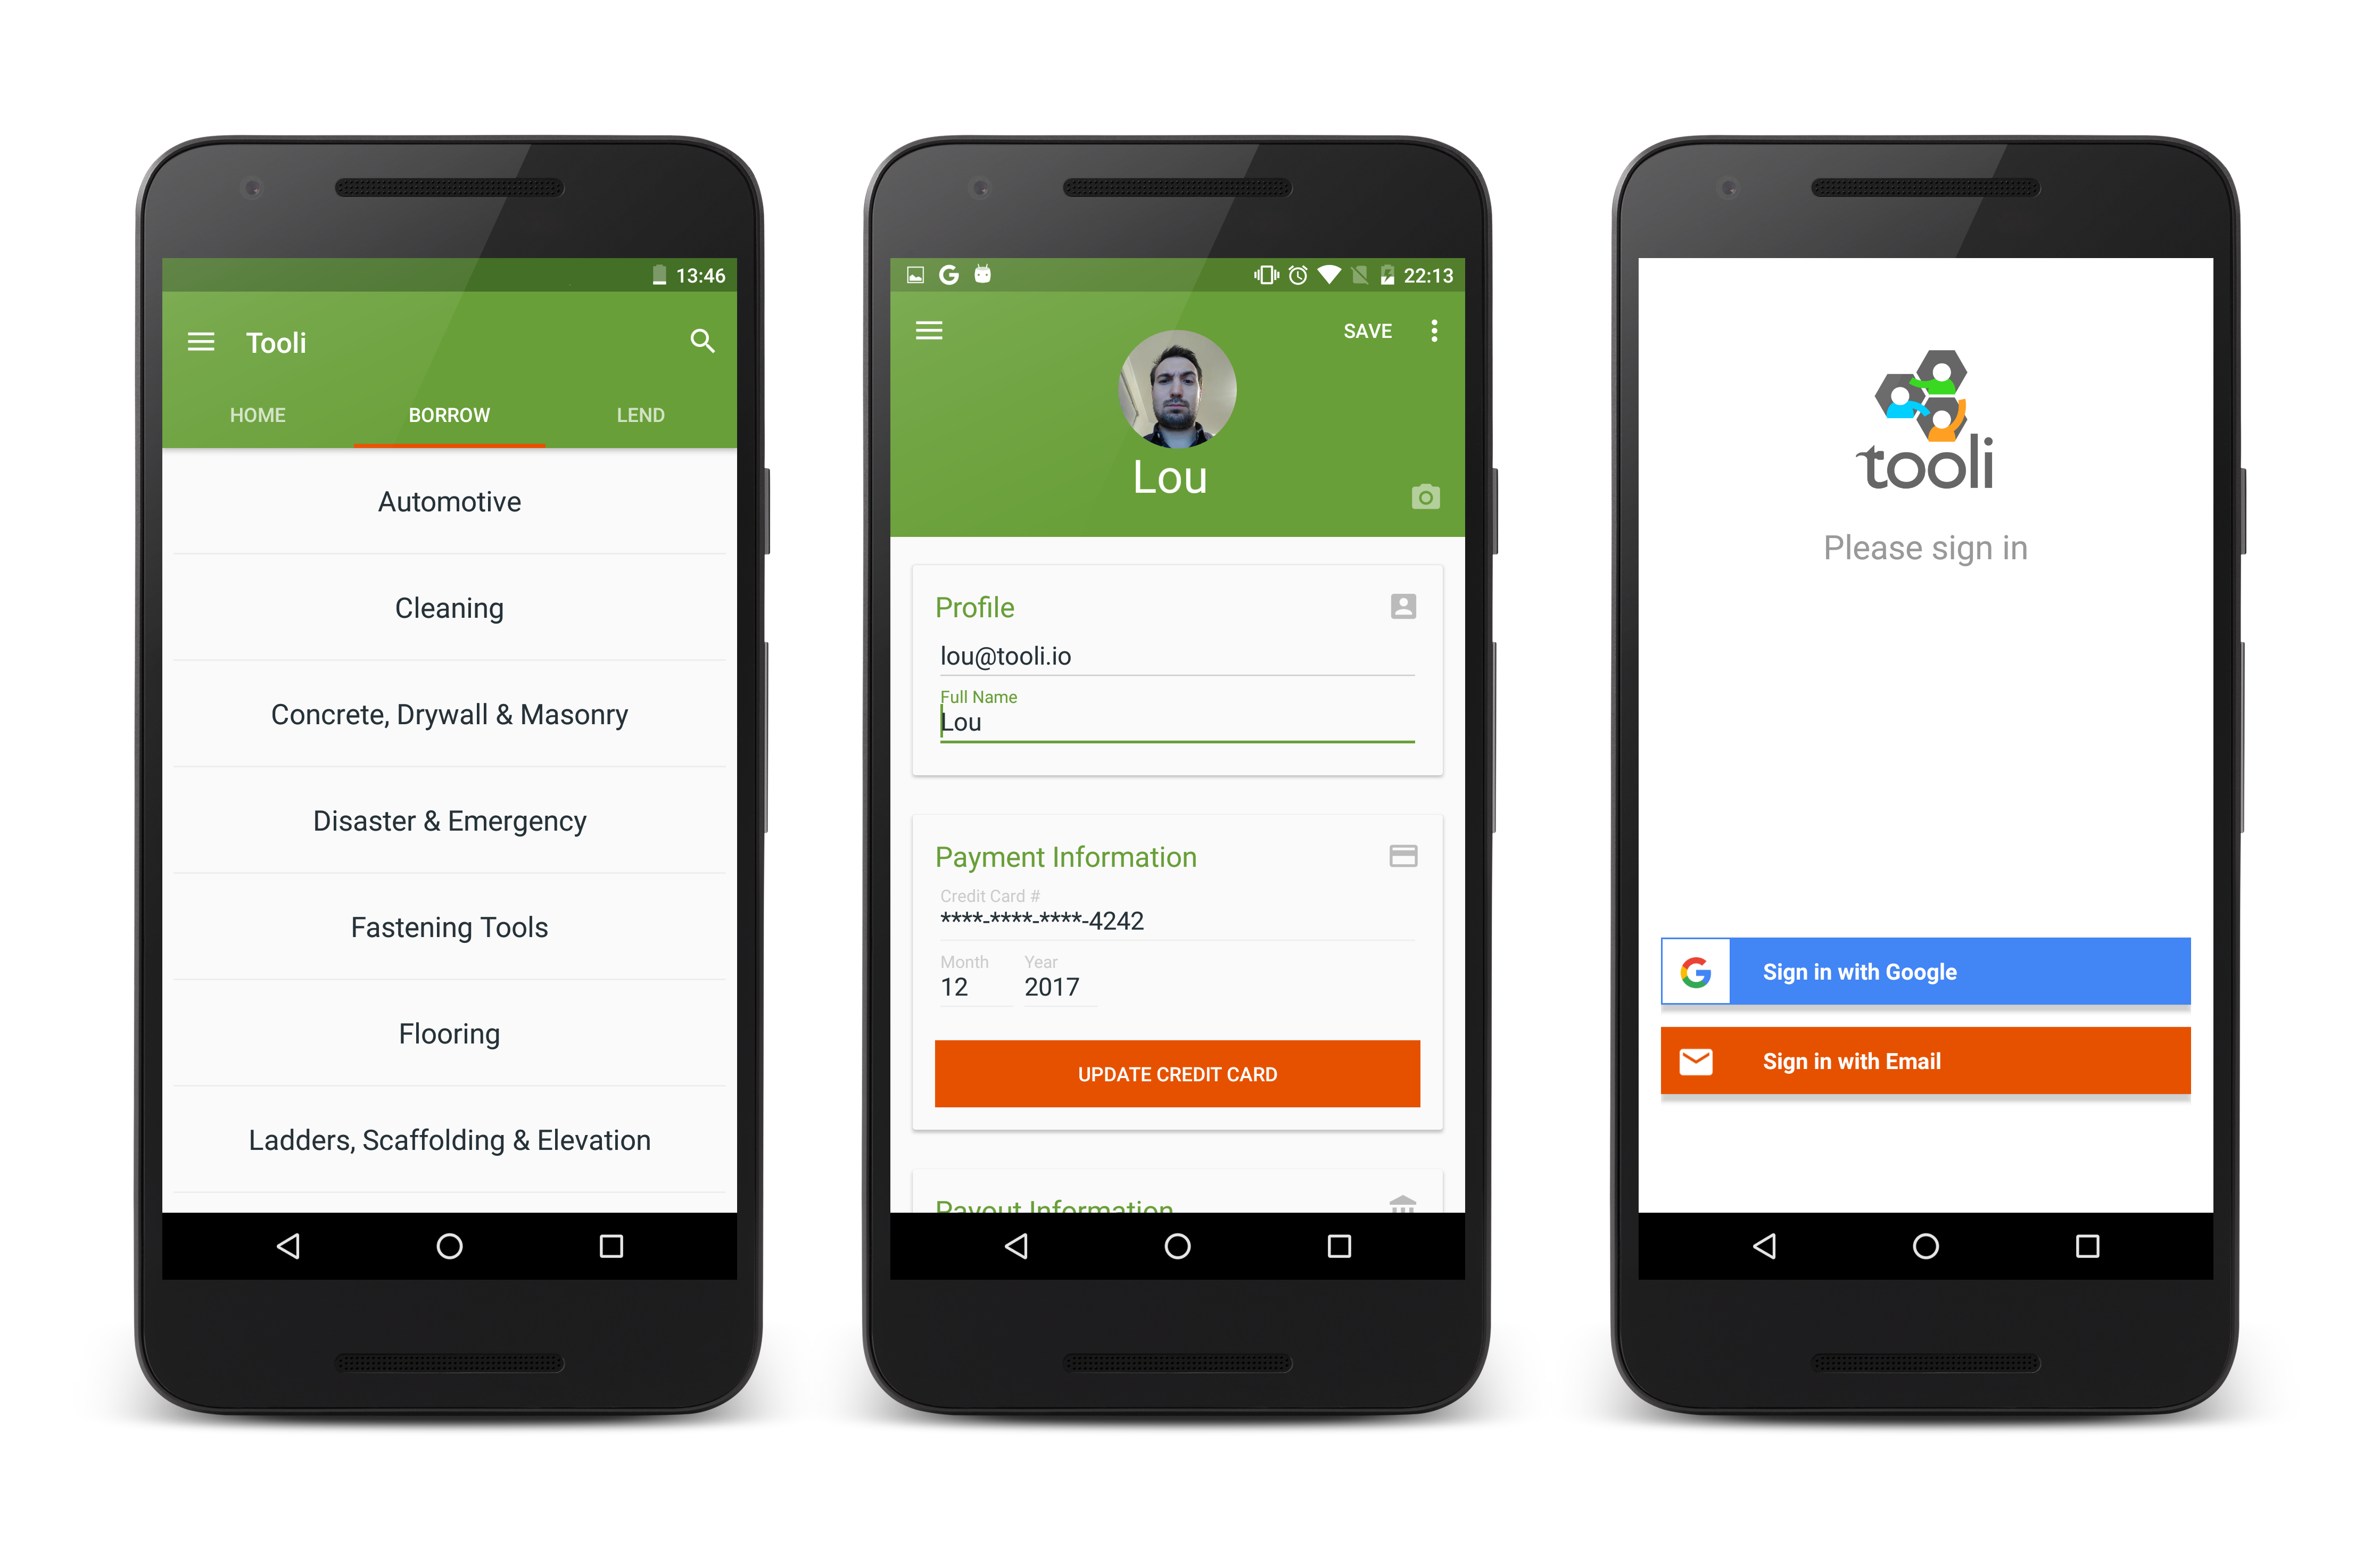 13:46
Tooli
HOME BORROW LEND
Automotive
Cleaning
Concrete, Drywall & Masonry
Disaster & Emergency
Fastening Tools
Flooring
Ladders, Scaffolding & Elevation
22:13
SAVE
Lou
Profile
lou@tooli.io
Full Name
Lou
Payment Information
Credit Card #
****-****-****-4242
Month Year
12 2017
UPDATE CREDIT CARD
Payout Information
tooli
Please sign in
Sign in with Google
Sign in with Email